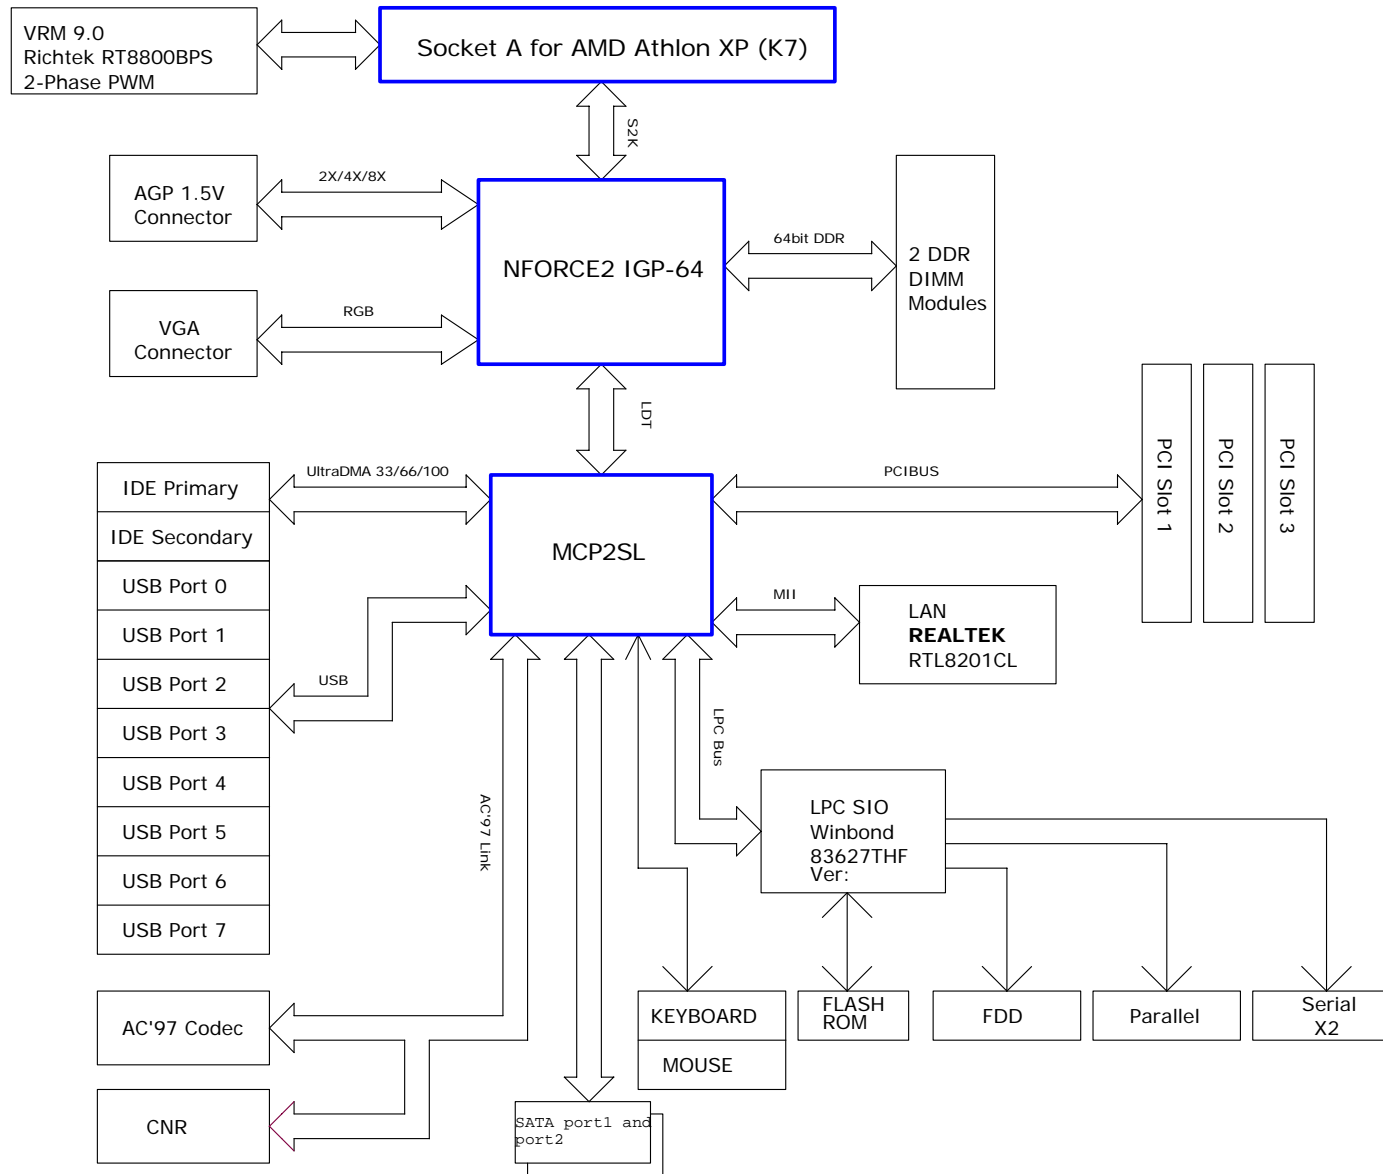 VRM 9.0
Richtek RT8800BPS
2-Phase PWM
Socket A for AMD Athlon XP (K7)
S2K
AGP 1.5V
Connector
2X/4X/8X
NFORCE2 IGP-64
64bit DDR
2 DDR
DIMM
Modules
VGA
Connector
RGB
LDT
PCI Slot 1
PCI Slot 2
PCI Slot 3
IDE Primary
IDE Secondary
USB Port 0
USB Port 1
USB Port 2
USB Port 3
USB Port 4
USB Port 5
USB Port 6
USB Port 7
UltraDMA 33/66/100
MCP2SL
PCIBUS
MII
LAN
REALTEK
RTL8201CL
USB
LPC Bus
AC'97 Link
LPC SIO
Winbond
83627THF
Ver:
AC'97 Codec
KEYBOARD
MOUSE
FLASH
ROM
FDD
Parallel
Serial
X2
CNR
SATA port1 and
port2